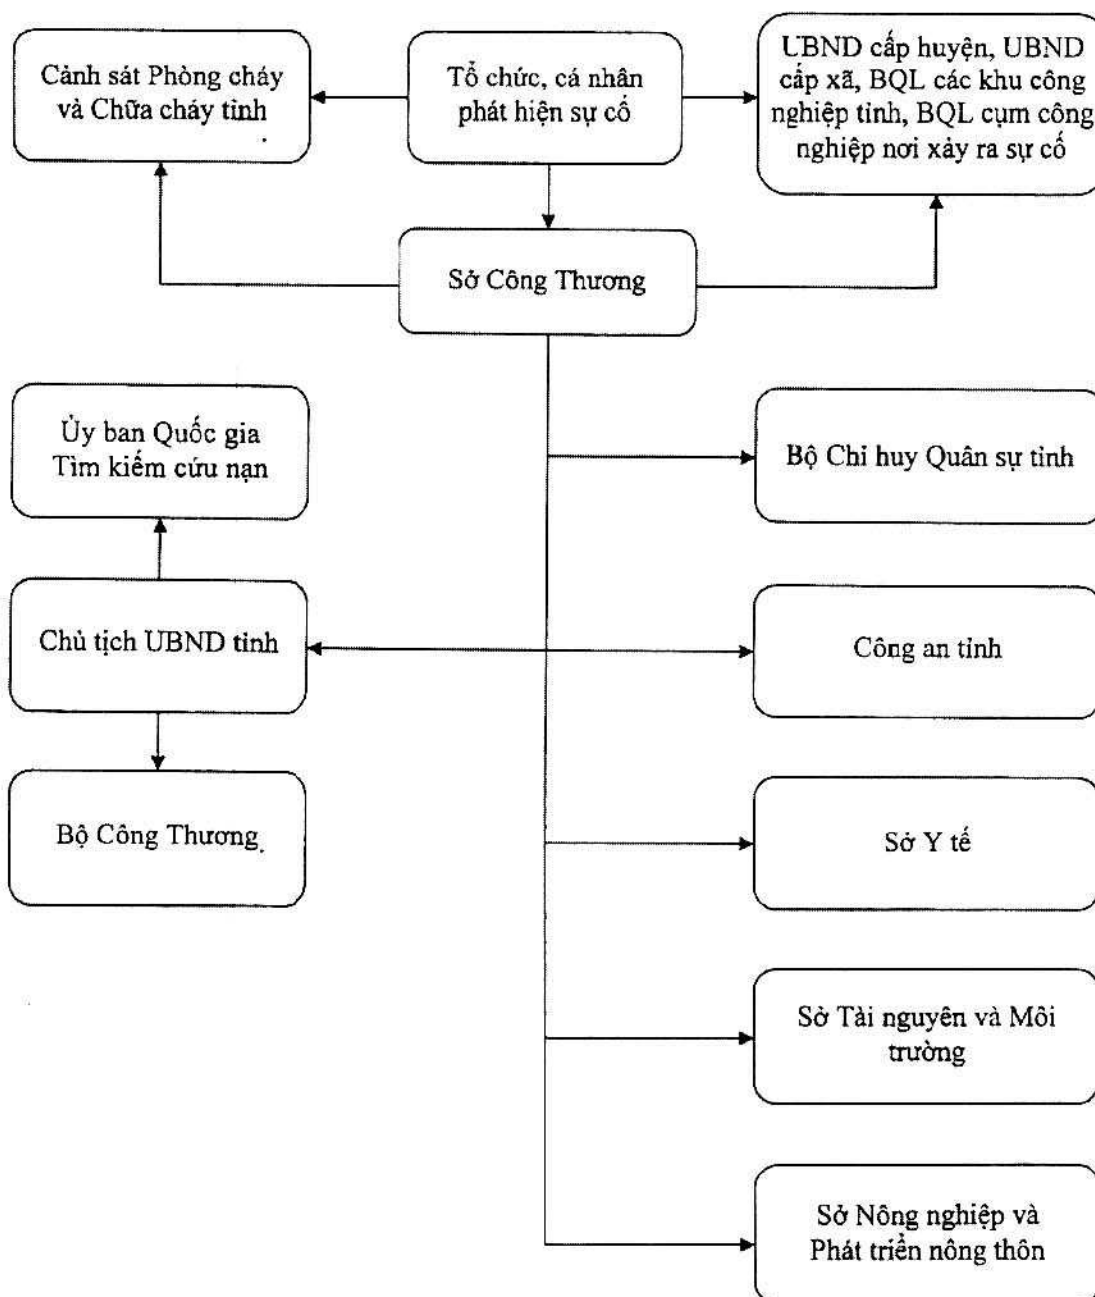 Cảnh sát Phòng cháy
và Chữa cháy tỉnh
Tổ chức, cá nhân
phát hiện sự cố
UBND cấp huyện, UBND
cấp xã, BQL các khu công
nghiệp tỉnh, BQL cụm công
nghiệp nơi xảy ra sự cố
Sở Công Thương
Ủy ban Quốc gia
Tìm kiếm cứu nạn
Bộ Chỉ huy Quân sự tỉnh
Chủ tịch UBND tỉnh
Công an tỉnh
Bộ Công Thương
Sở Y tế
Sở Tài nguyên và Môi
trường
Sở Nông nghiệp và
Phát triển nông thôn